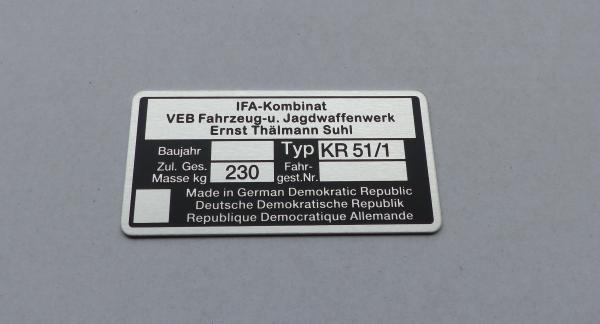 IFA-Kombinat
VEB Fahrzeug-u. Jagdwaffenwerk
Ernst Thälmann Suhl
Baujahr Typ KR 51/1
Zul. Ges. Masse kg 230 Fahr-gest.Nr.
Made in German Demokratic Republic
Deutsche Demokratische Republik
Republique Democratique Allemande